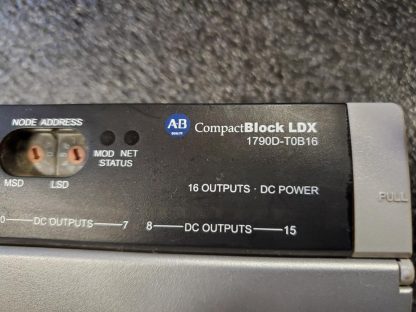 NODE ADDRESS
AB CompactBlock LDX
1790D-T0B16
MOD NET
STATUS
MSD LSD
16 OUTPUTS · DC POWER
0 DC OUTPUTS 7 8 DC OUTPUTS 15
PULL